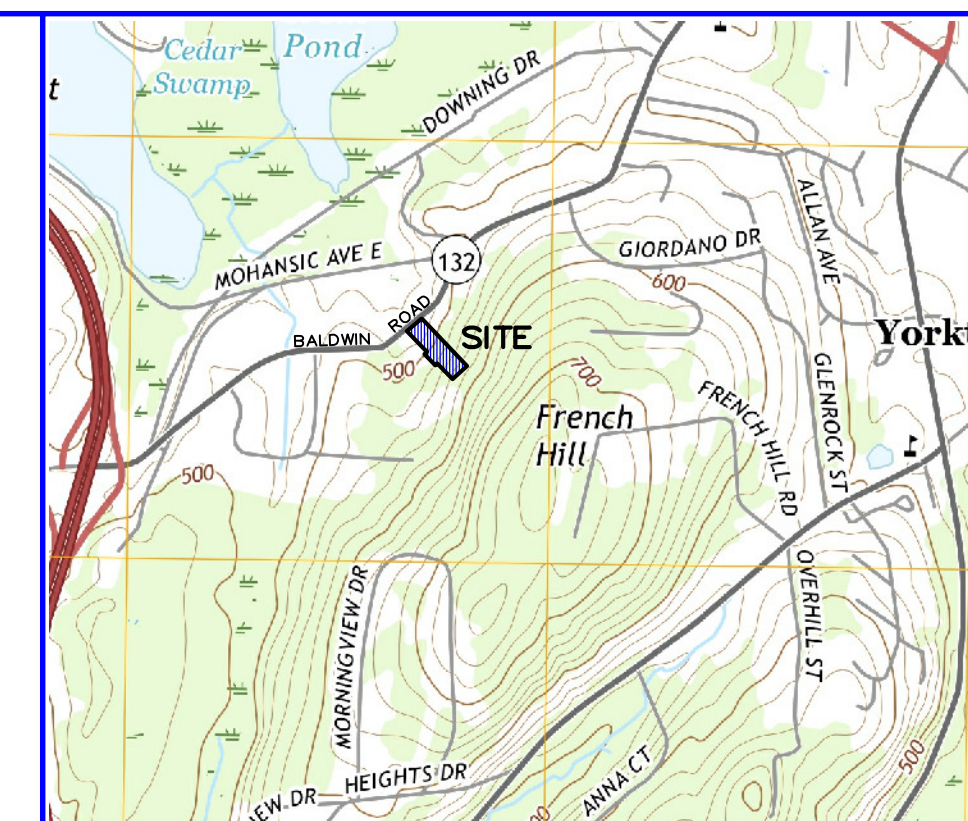 Cedar
Swamp
Pond
t
DOWNING DR
MOHANSIC AVE E
132
ALLAN AVE
GIORDANO DR
600
BALDWIN ROAD
SITE
500
700
Yorkt
GLENROCK ST
FRENCH HILL RD
French
Hill
500
MORNINGVIEW DR
OVERHILL ST
HEIGHTS DR
EW DR
ANNA CT
500
00